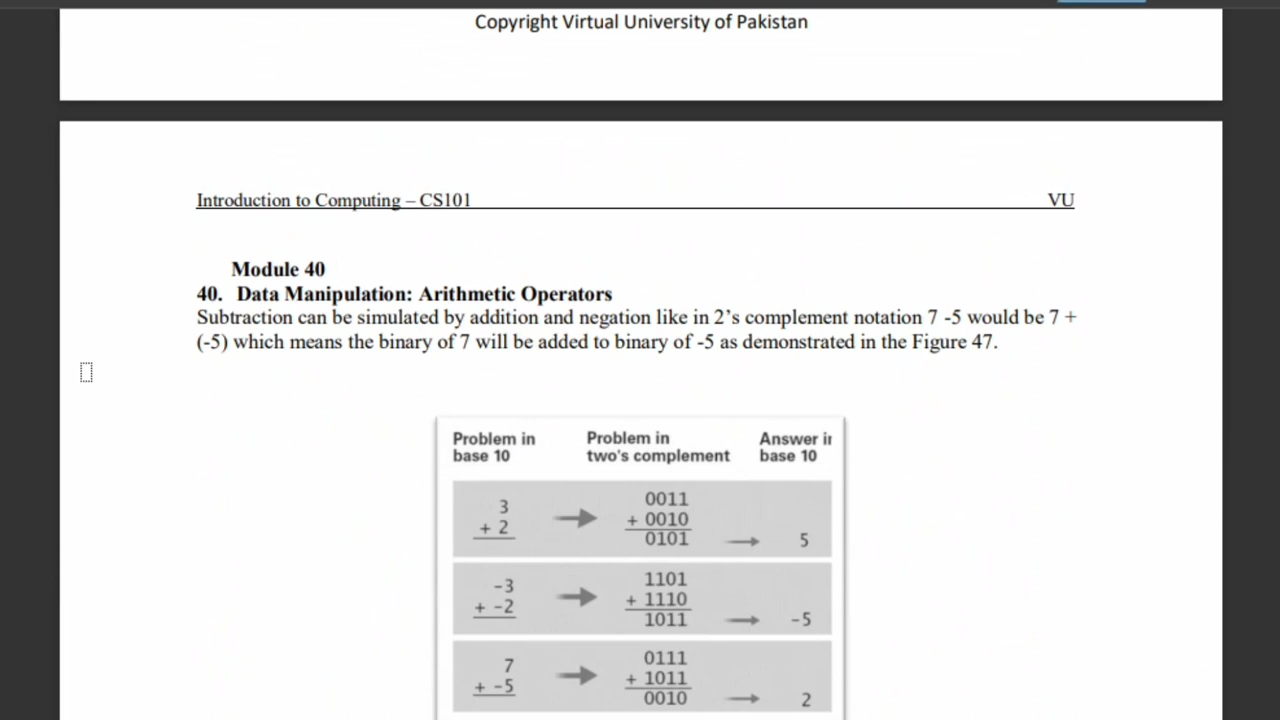 Copyright Virtual University of Pakistan
Introduction to Computing – CS101 VU
Module 40
40. Data Manipulation: Arithmetic Operators
Subtraction can be simulated by addition and negation like in 2's complement notation 7 -5 would be 7 +
(-5) which means the binary of 7 will be added to binary of -5 as demonstrated in the Figure 47.
Problem in Problem in Answer in
base 10 two's complement base 10
0011
3
+ 0010
+ 2
0101 5
1101
-3
+ 1110
+ -2
1011 -5
0111
7
+ 1011
+ -5
0010 2